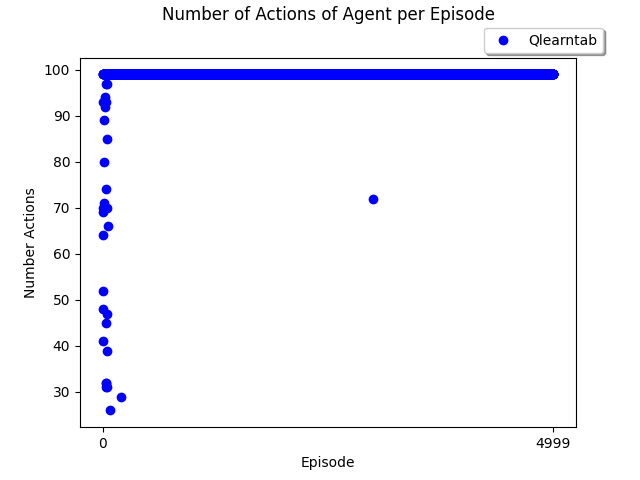 Number of Actions of Agent per Episode
Qlearntab
100
90
80
70
60
50
40
30
Number Actions
0 4999
Episode